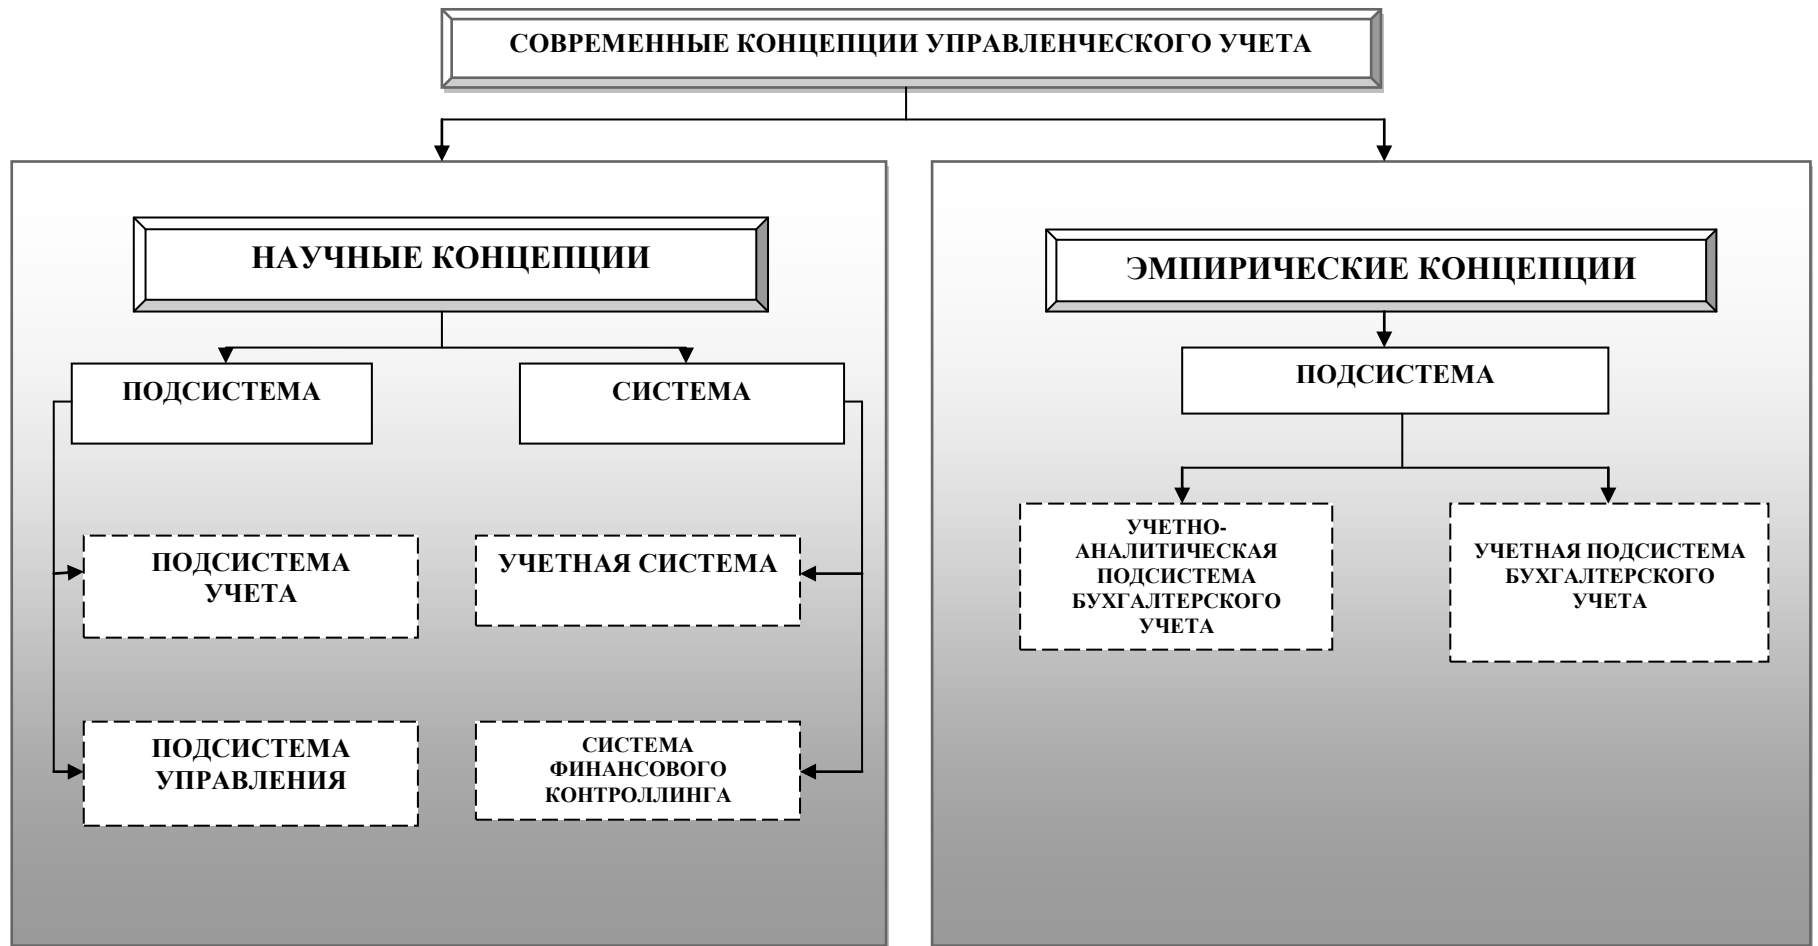 СОВРЕМЕННЫЕ КОНЦЕПЦИИ УПРАВЛЕНЧЕСКОГО УЧЕТА
НАУЧНЫЕ КОНЦЕПЦИИ
ПОДСИСТЕМА
СИСТЕМА
ПОДСИСТЕМА
УЧЕТА
УЧЕТНАЯ СИСТЕМА
ПОДСИСТЕМА
УПРАВЛЕНИЯ
СИСТЕМА
ФИНАНСОВОГО
КОНТРОЛЛИНГА
ЭМПИРИЧЕСКИЕ КОНЦЕПЦИИ
ПОДСИСТЕМА
УЧЕТНО-
АНАЛИТИЧЕСКАЯ
ПОДСИСТЕМА
БУХГАЛТЕРСКОГО
УЧЕТА
УЧЕТНАЯ ПОДСИСТЕМА
БУХГАЛТЕРСКОГО
УЧЕТА